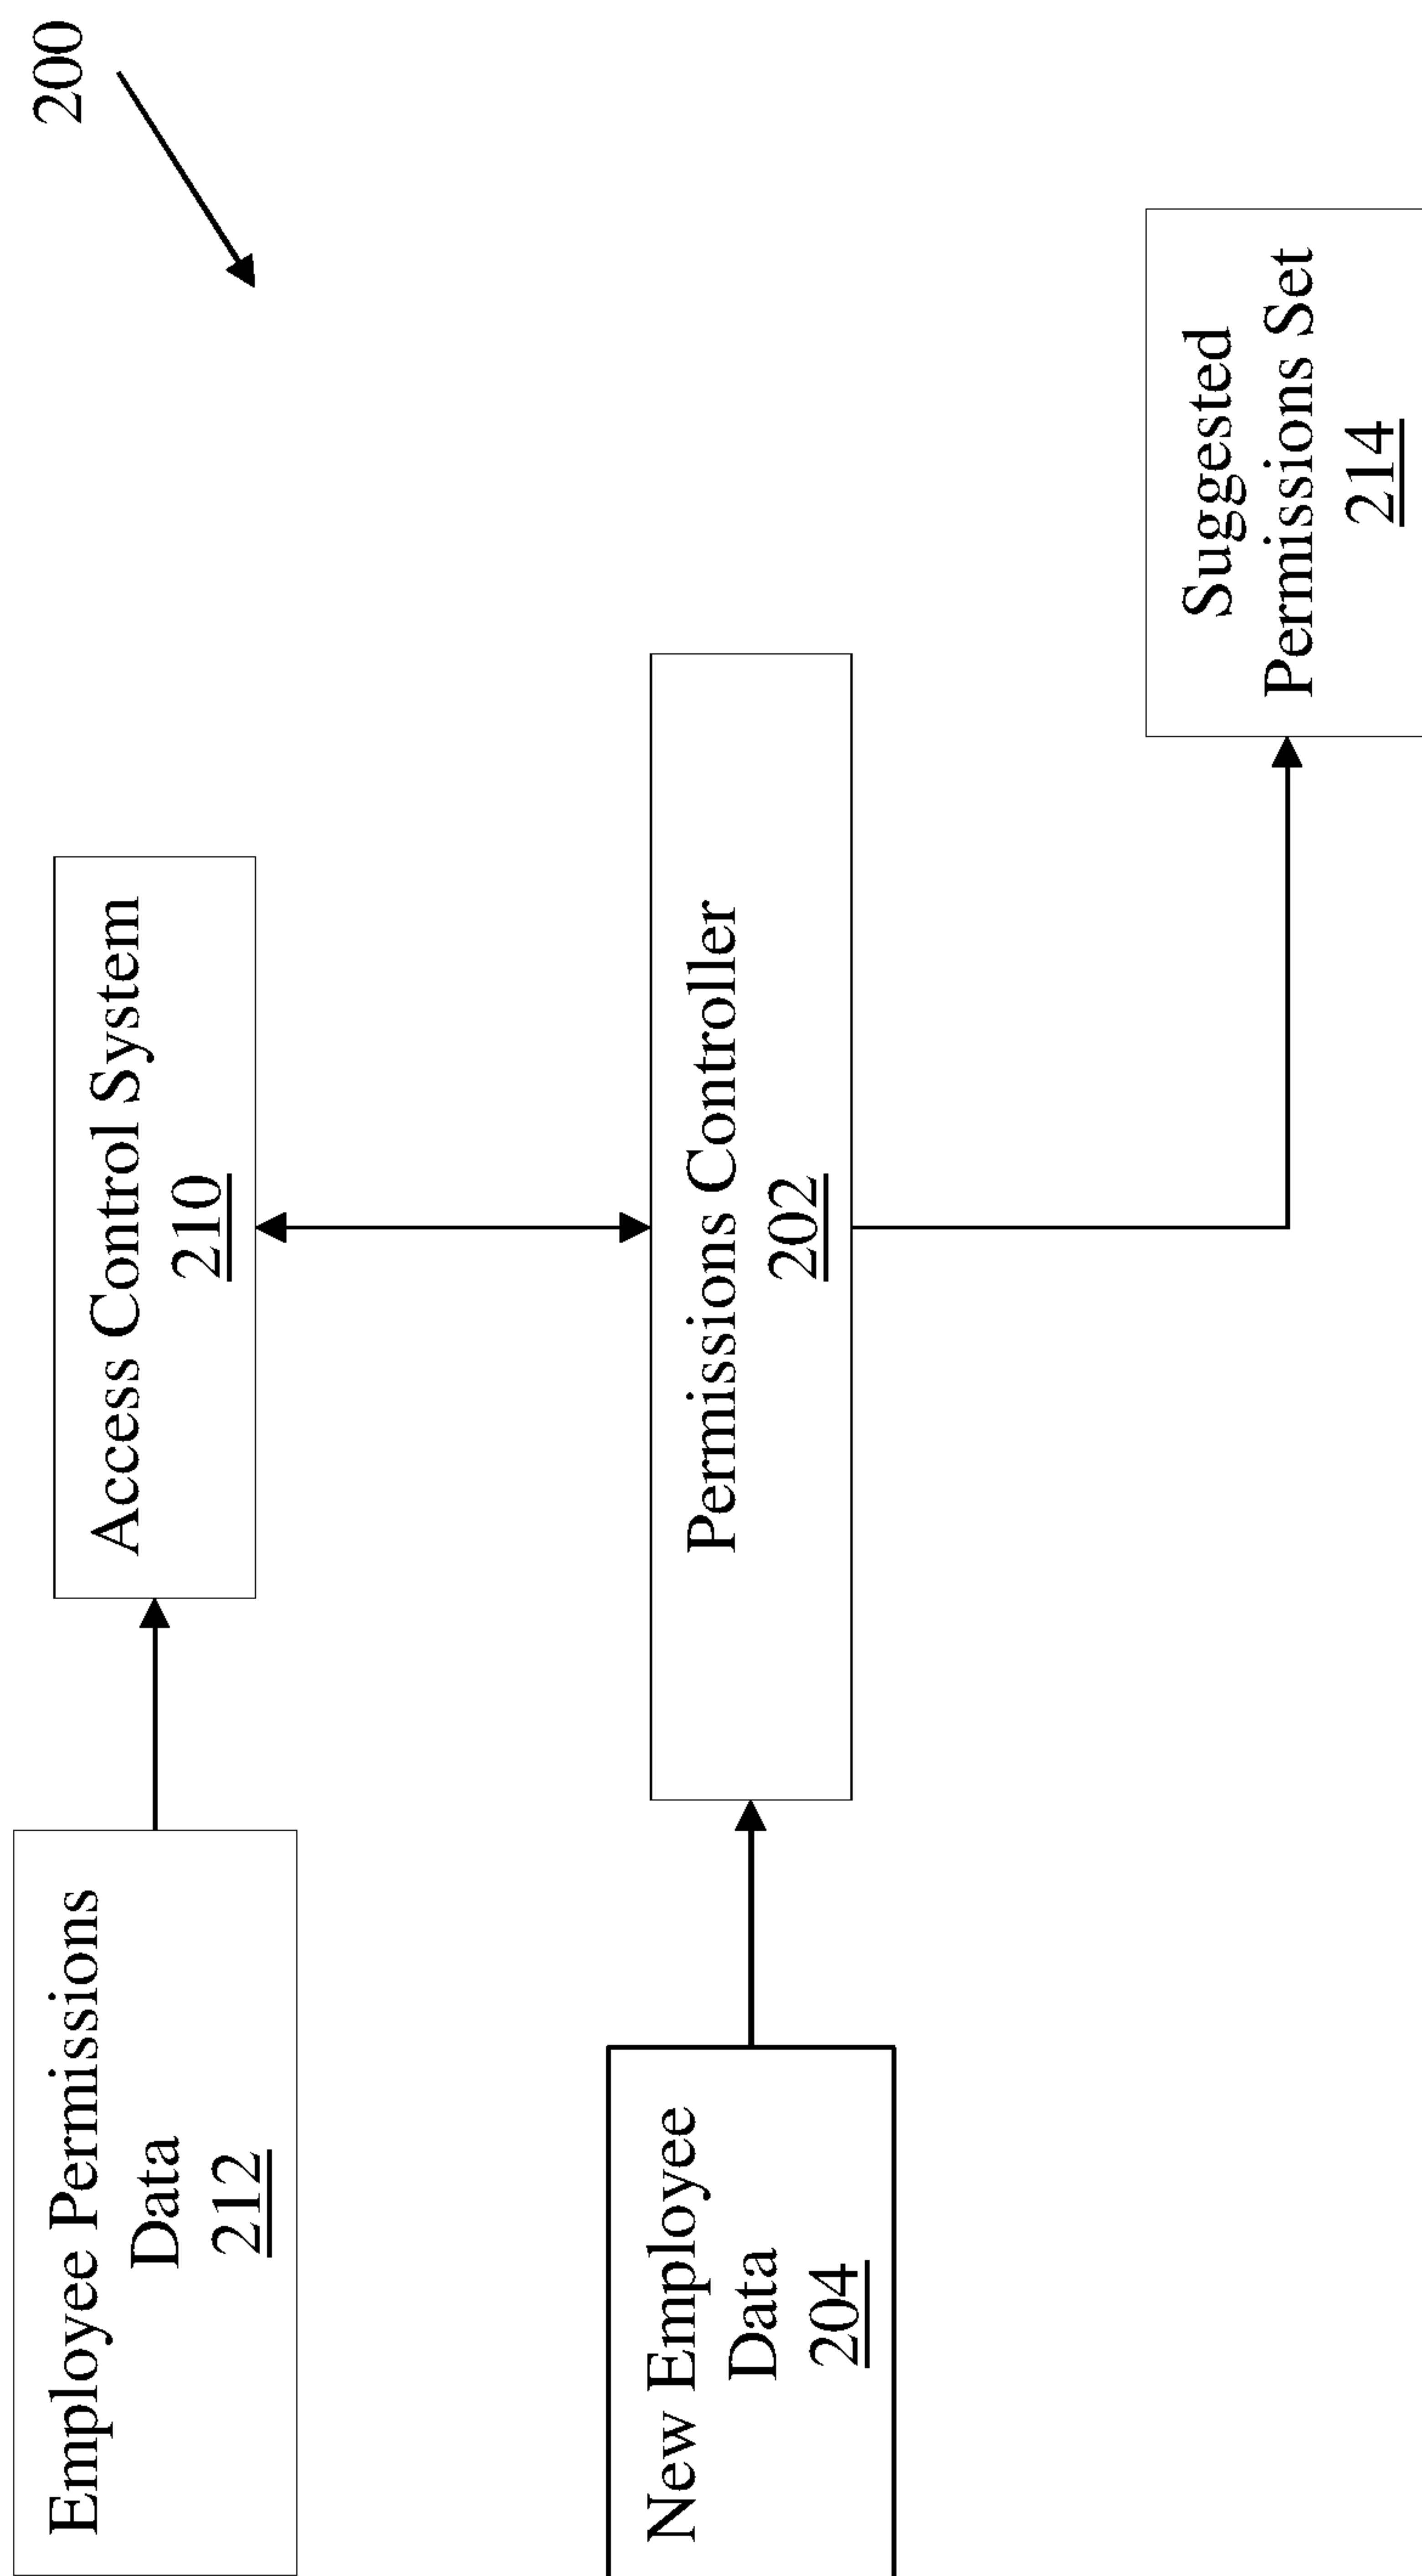 200
Employee Permissions
Data
212
Access Control System
210
New Employee
Data
204
Permissions Controller
202
Suggested
Permissions Set
214